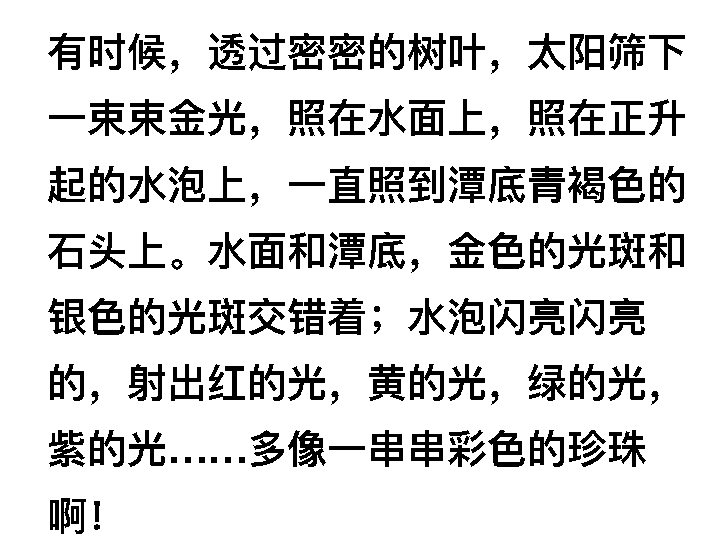 有时候，透过密密的树叶，太阳筛下
一束束金光，照在水面上，照在正升
起的水泡上，一直照到潭底青褐色的
石头上。水面和潭底，金色的光斑和
银色的光斑交错着；水泡闪亮闪亮
的，射出红的光，黄的光，绿的光，
紫的光……多像一串串彩色的珍珠
啊！